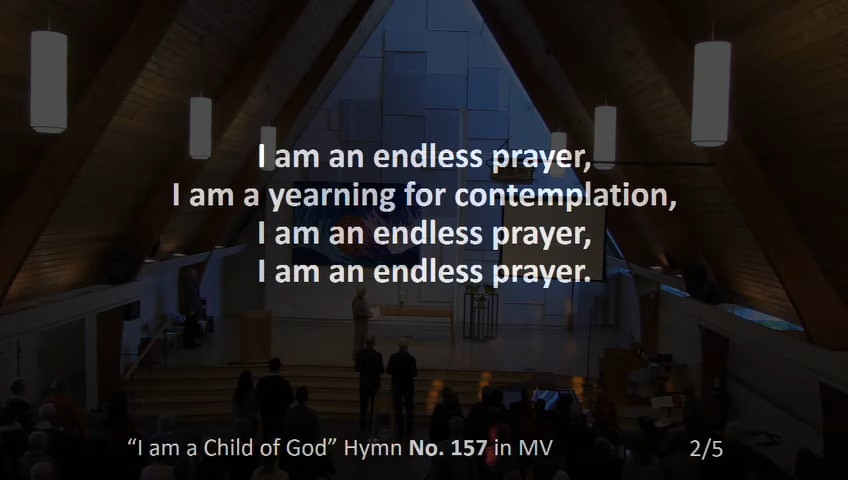 I am an endless prayer,
I am a yearning for contemplation,
I am an endless prayer,
I am an endless prayer.
“I am a Child of God” Hymn No. 157 in MV
2/5